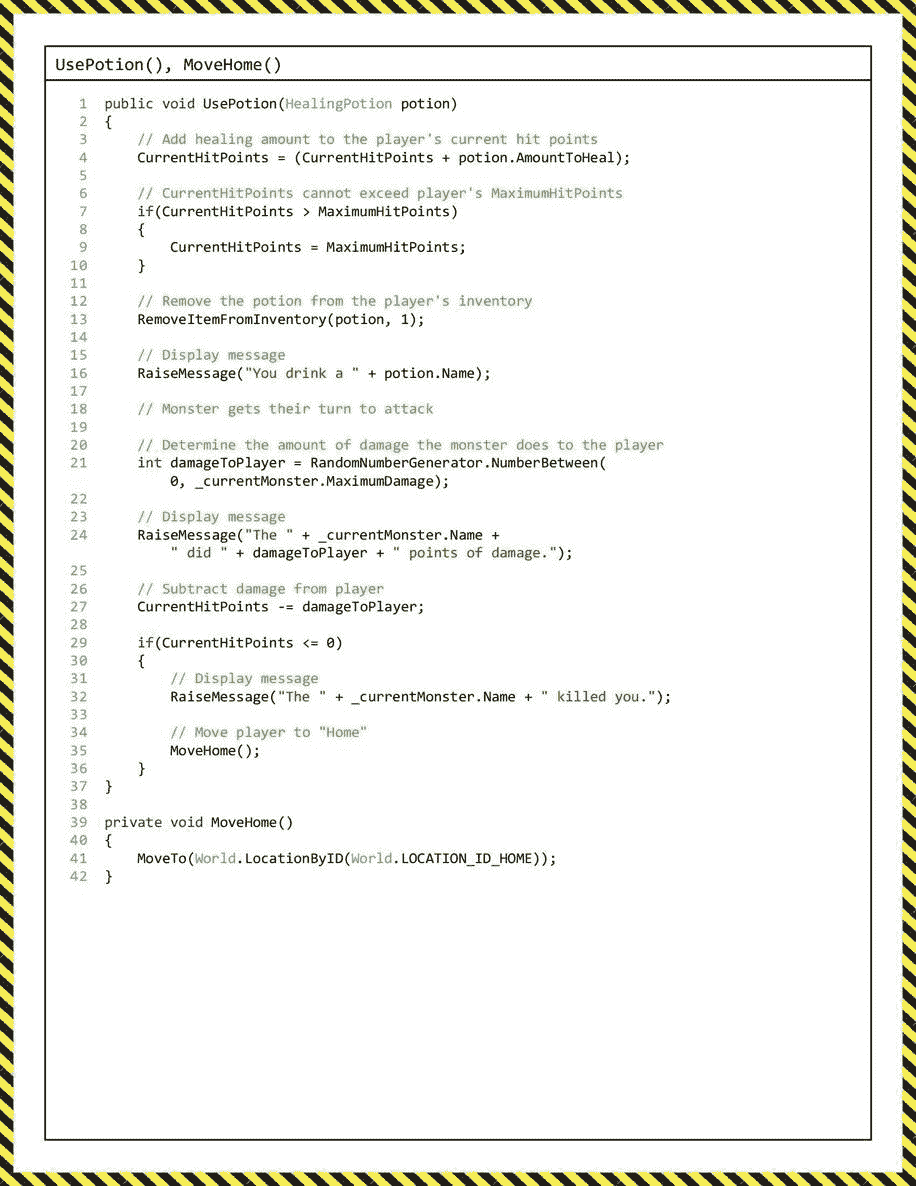 UsePotion(), MoveHome()
1 public void UsePotion(HealingPotion potion)
2 {
3     // Add healing amount to the player's current hit points
4     CurrentHitPoints = (CurrentHitPoints + potion.AmountToHeal);
5
6     // CurrentHitPoints cannot exceed player's MaximumHitPoints
7     if(CurrentHitPoints > MaximumHitPoints)
8     {
9         CurrentHitPoints = MaximumHitPoints;
10     }
11
12     // Remove the potion from the player's inventory
13     RemoveItemFromInventory(potion, 1);
14
15     // Display message
16     RaiseMessage("You drink a " + potion.Name);
17
18     // Monster gets their turn to attack
19
20     // Determine the amount of damage the monster does to the player
21     int damageToPlayer = RandomNumberGenerator.NumberBetween(
        0, _currentMonster.MaximumDamage);
22
23     // Display message
24     RaiseMessage("The " + _currentMonster.Name +
        " did " + damageToPlayer + " points of damage.");
25
26     // Subtract damage from player
27     CurrentHitPoints -= damageToPlayer;
28
29     if(CurrentHitPoints <= 0)
30     {
31         // Display message
32         RaiseMessage("The " + _currentMonster.Name + " killed you.");
33
34         // Move player to "Home"
35         MoveHome();
36     }
37 }
38
39 private void MoveHome()
40 {
41     MoveTo(World.LocationByID(World.LOCATION_ID_HOME));
42 }